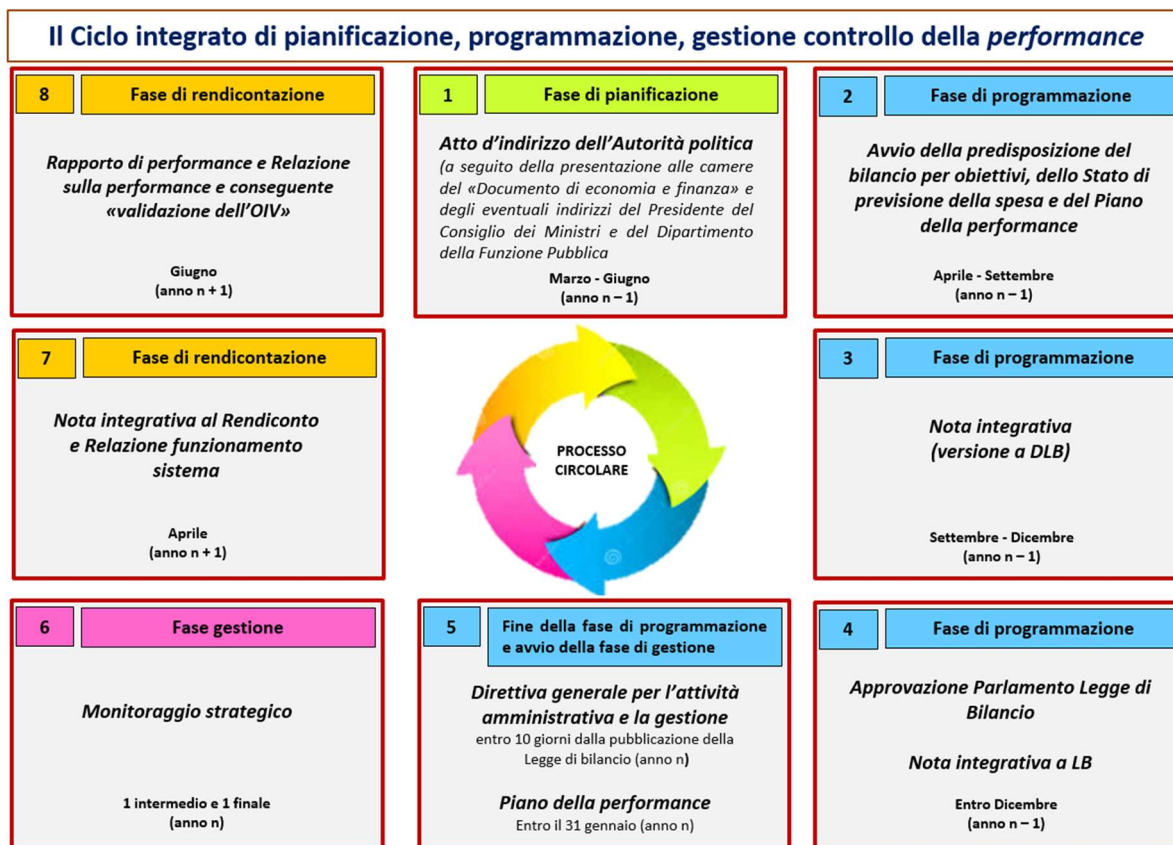 Il Ciclo integrato di pianificazione, programmazione, gestione controllo della performance
8
Fase di rendicontazione
Rapporto di performance e Relazione
sulla performance e conseguente
«validazione dell’OIV»
Giugno
(anno n + 1)
1
Fase di pianificazione
Atto d’indirizzo dell’Autorità politica
(a seguito della presentazione alle camere
del «Documento di economia e finanza» e
degli eventuali indirizzi del Presidente del
Consiglio dei Ministri e del Dipartimento
della Funzione Pubblica
Marzo - Giugno
(anno n – 1)
2
Fase di programmazione
Avvio della predisposizione del
bilancio per obiettivi, dello Stato di
previsione della spesa e del Piano
della performance
Aprile - Settembre
(anno n – 1)
7
Fase di rendicontazione
Nota integrativa al Rendiconto
e Relazione funzionamento
sistema
Aprile
(anno n + 1)
PROCESSO
CIRCOLARE
3
Fase di programmazione
Nota integrativa
(versione a DLB)
Settembre - Dicembre
(anno n – 1)
6
Fase gestione
Monitoraggio strategico
1 intermedio e 1 finale
(anno n)
5
Fine della fase di programmazione
e avvio della fase di gestione
Direttiva generale per l’attività
amministrativa e la gestione
entro 10 giorni dalla pubblicazione della
Legge di bilancio (anno n)
Piano della performance
Entro il 31 gennaio (anno n)
4
Fase di programmazione
Approvazione Parlamento Legge di
Bilancio
Nota integrativa a LB
Entro Dicembre
(anno n – 1)